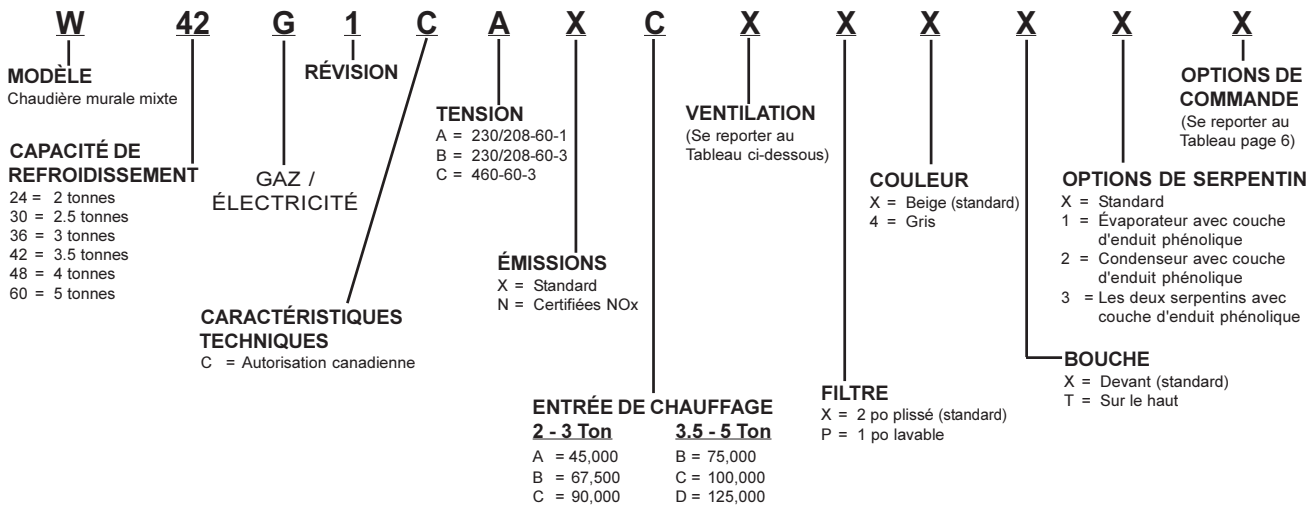 W 42 G 1 C A X C X X X X X X
MODÈLE
Chaudière murale mixte
CAPACITÉ DE
REFROIDISSEMENT
24 = 2 tonnes
30 = 2.5 tonnes
36 = 3 tonnes
42 = 3.5 tonnes
48 = 4 tonnes
60 = 5 tonnes
GAZ /
ÉLECTRICITÉ
RÉVISION
CARACTÉRISTIQUES
TECHNIQUES
C = Autorisation canadienne
TENSION
A = 230/208-60-1
B = 230/208-60-3
C = 460-60-3
ÉMISSIONS
X = Standard
N = Certifiées NOx
ENTRÉE DE CHAUFFAGE
2 - 3 Ton 3.5 - 5 Ton
A = 45,000 B = 75,000
B = 67,500 C = 100,000
C = 90,000 D = 125,000
VENTILATION
(Se reporter au
Tableau ci-dessous)
FILTRE
X = 2 po plissé (standard)
P = 1 po lavable
COULEUR
X = Beige (standard)
4 = Gris
BOUCHE
X = Devant (standard)
T = Sur le haut
OPTIONS DE SERPENTIN
X = Standard
1 = Évaporateur avec couche
d'enduit phénolique
2 = Condenseur avec couche
d'enduit phénolique
3 = Les deux serpentins avec
couche d'enduit phénolique
OPTIONS DE
COMMANDE
(Se reporter au
Tableau page 6)